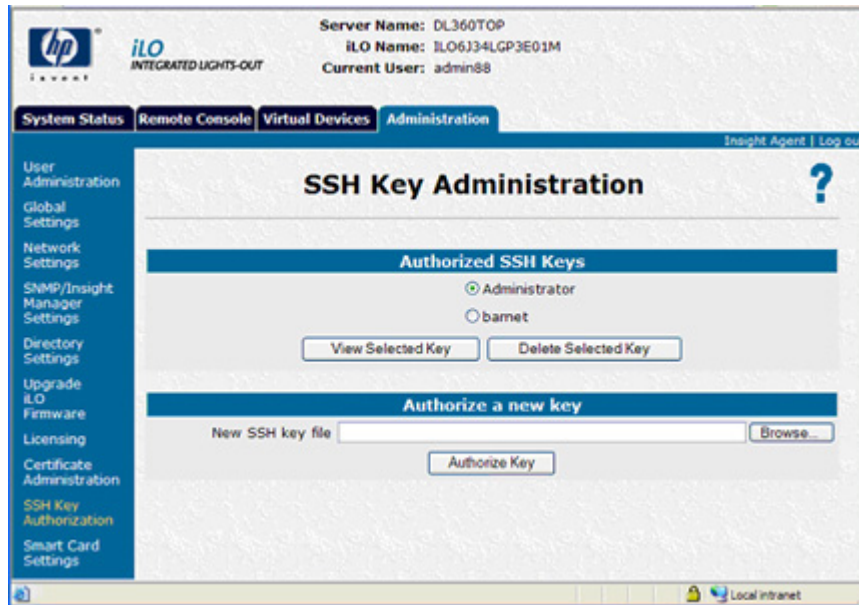 hp
invent
iLO
INTEGRATED LIGHTS-OUT
Server Name: DL360TOP
iLO Name: ILO6J34LGP3E01M
Current User: admin88
System Status Remote Console Virtual Devices Administration
Insight Agent | Log ou
User
Administration
Global
Settings
Network
Settings
SNMP/Insight
Manager
Settings
Directory
Settings
Upgrade
iLO
Firmware
Licensing
Certificate
Administration
SSH Key
Authorization
Smart Card
Settings
SSH Key Administration
?
Authorized SSH Keys
Administrator
barnet
View Selected Key Delete Selected Key
Authorize a new key
New SSH key file Browse...
Authorize Key
Local intranet